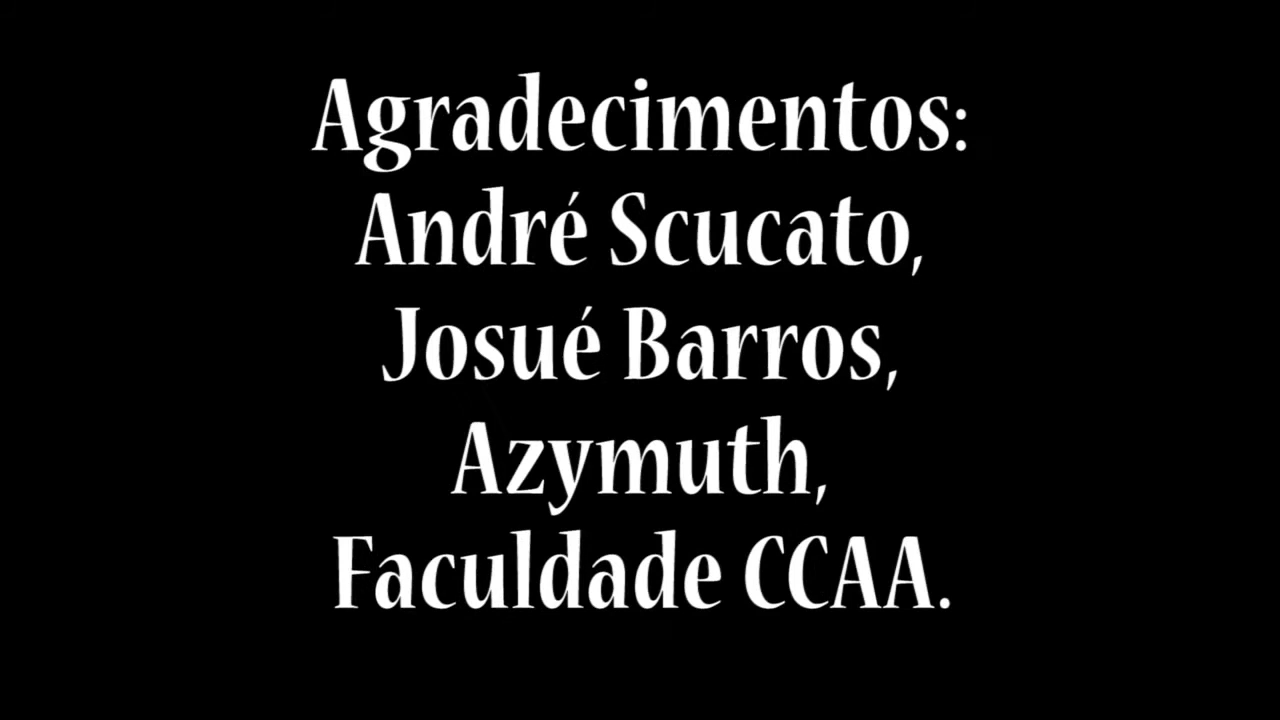 Agradecimentos:
André Scucato,
Josué Barros,
Azymuth,
Faculdade CCAA.